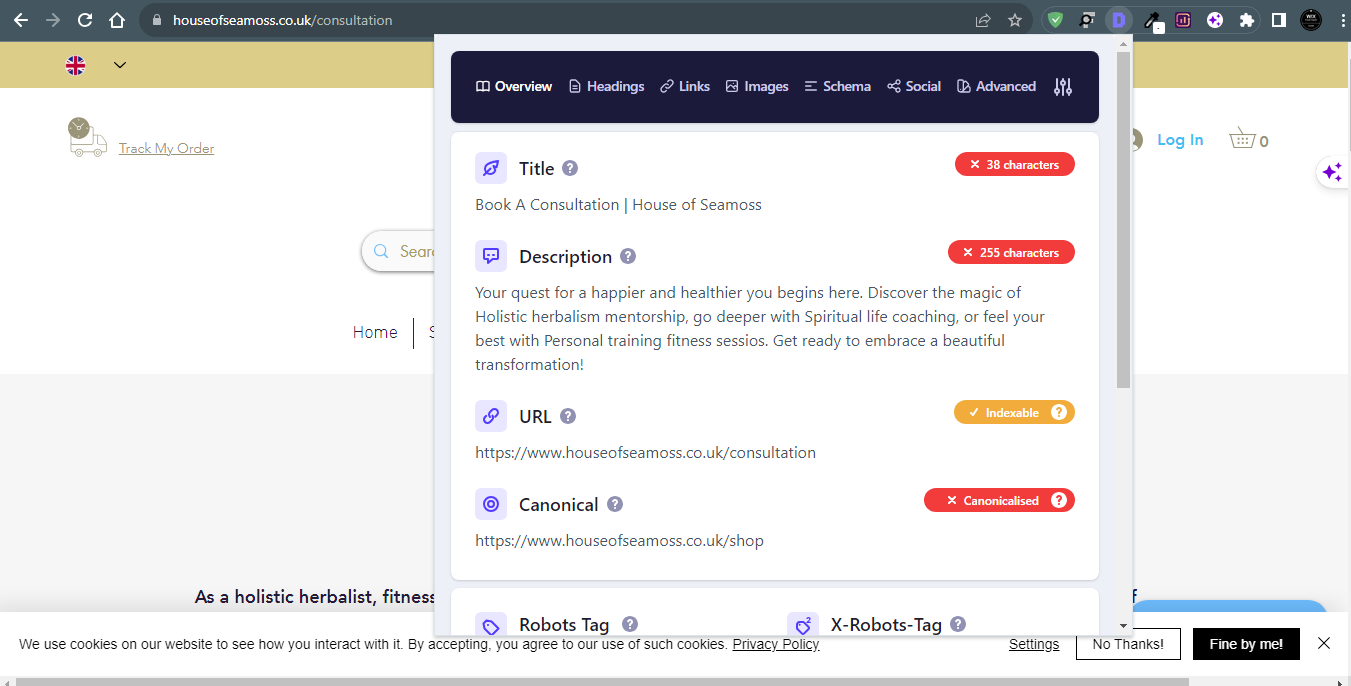 houseofseamoss.co.uk/consultation
Overview Headings Links Images Schema Social Advanced
Track My Order
Log In
0
Title ?
38 characters
Book A Consultation | House of Seamoss
Description ?
255 characters
Your quest for a happier and healthier you begins here. Discover the magic of
Holistic herbalism mentorship, go deeper with Spiritual life coaching, or feel your
best with Personal training fitness sessios. Get ready to embrace a beautiful
transformation!
Home
URL ?
Indexable ?
https://www.houseofseamoss.co.uk/consultation
Canonical ?
Canonicalised ?
https://www.houseofseamoss.co.uk/shop
As a holistic herbalist, fitness
Robots Tag ?
X-Robots-Tag ?
We use cookies on our website to see how you interact with it. By accepting, you agree to our use of such cookies. Privacy Policy
Settings
No Thanks!
Fine by me!